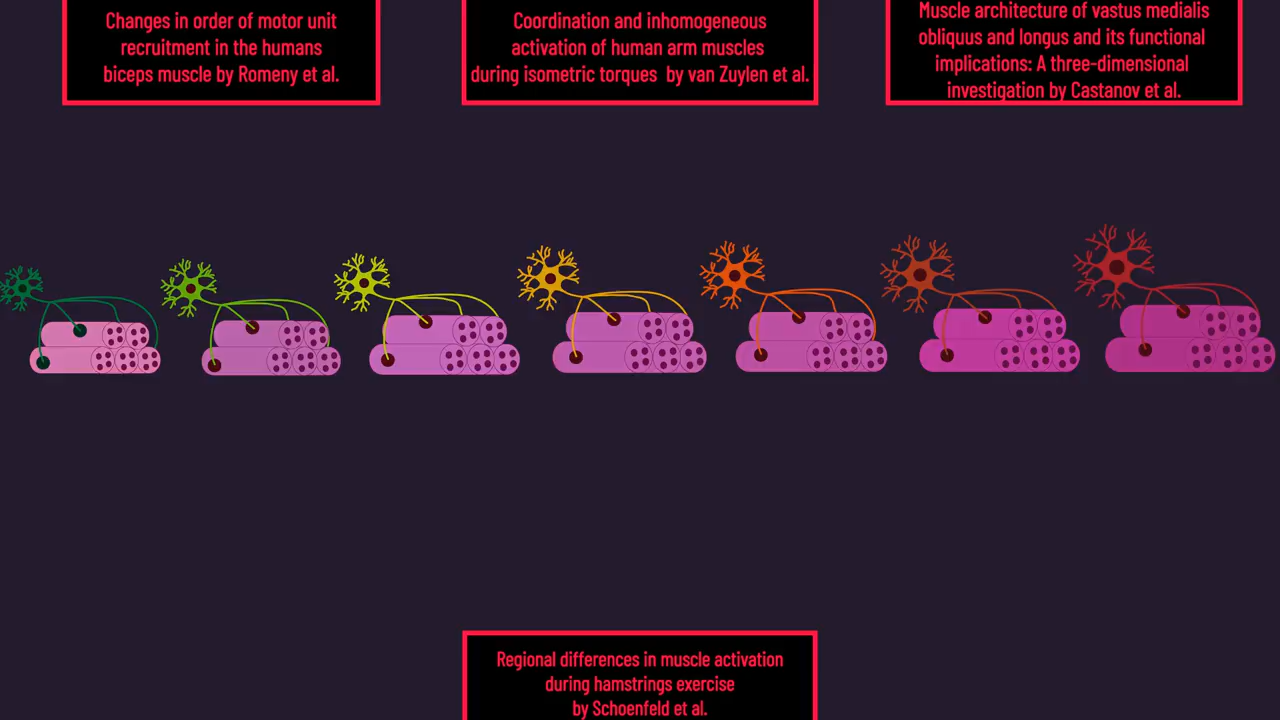 Changes in order of motor unit
recruitment in the humans
biceps muscle by Romeny et al.
Coordination and inhomogeneous
activation of human arm muscles
during isometric torques by van Zuylen et al.
Muscle architecture of vastus medialis
obliquus and longus and its functional
implications: A three-dimensional
investigation by Castanov et al.
Regional differences in muscle activation
during hamstrings exercise
by Schoenfeld et al.